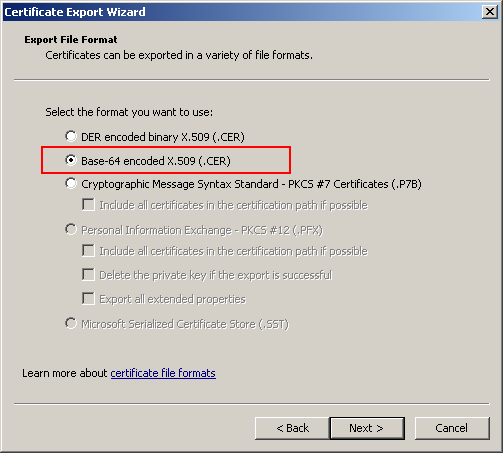 Certificate Export Wizard
Export File Format
Certificates can be exported in a variety of file formats.
Select the format you want to use:
DER encoded binary X.509 (.CER)
Base-64 encoded X.509 (.CER)
Cryptographic Message Syntax Standard - PKCS #7 Certificates (.P7B)
Include all certificates in the certification path if possible
Personal Information Exchange - PKCS #12 (.PFX)
Include all certificates in the certification path if possible
Delete the private key if the export is successful
Export all extended properties
Microsoft Serialized Certificate Store (.SST)
Learn more about certificate file formats
< Back Next > Cancel